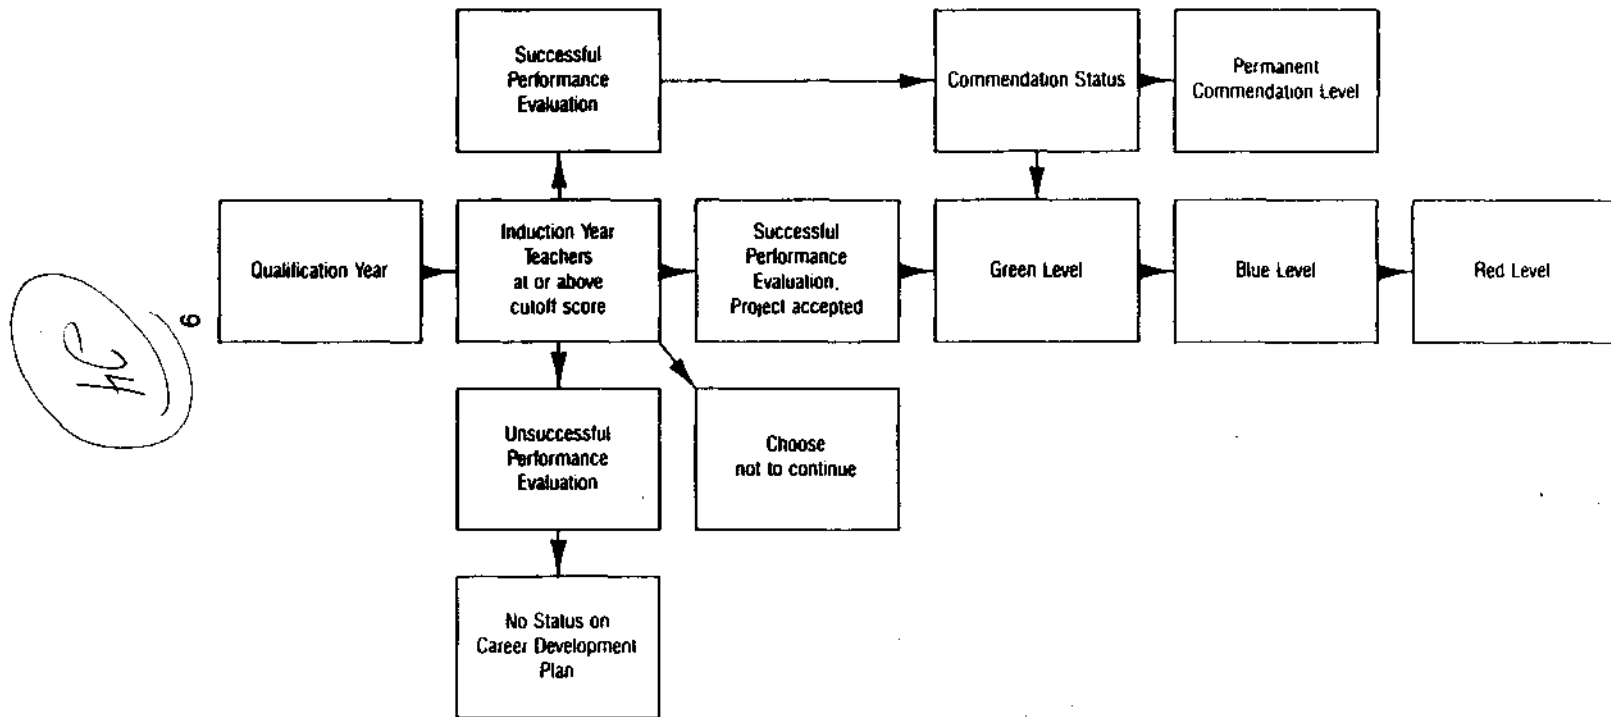 Successful
Performance
Evaluation
Commendation Status
Permanent
Commendation Level
Qualification Year
Induction Year
Teachers
at or above
cutoff score
Successful
Performance
Evaluation,
Project accepted
Green Level
Blue Level
Red Level
6
Unsuccessful
Performance
Evaluation
Choose
not to continue
No Status on
Career Development
Plan